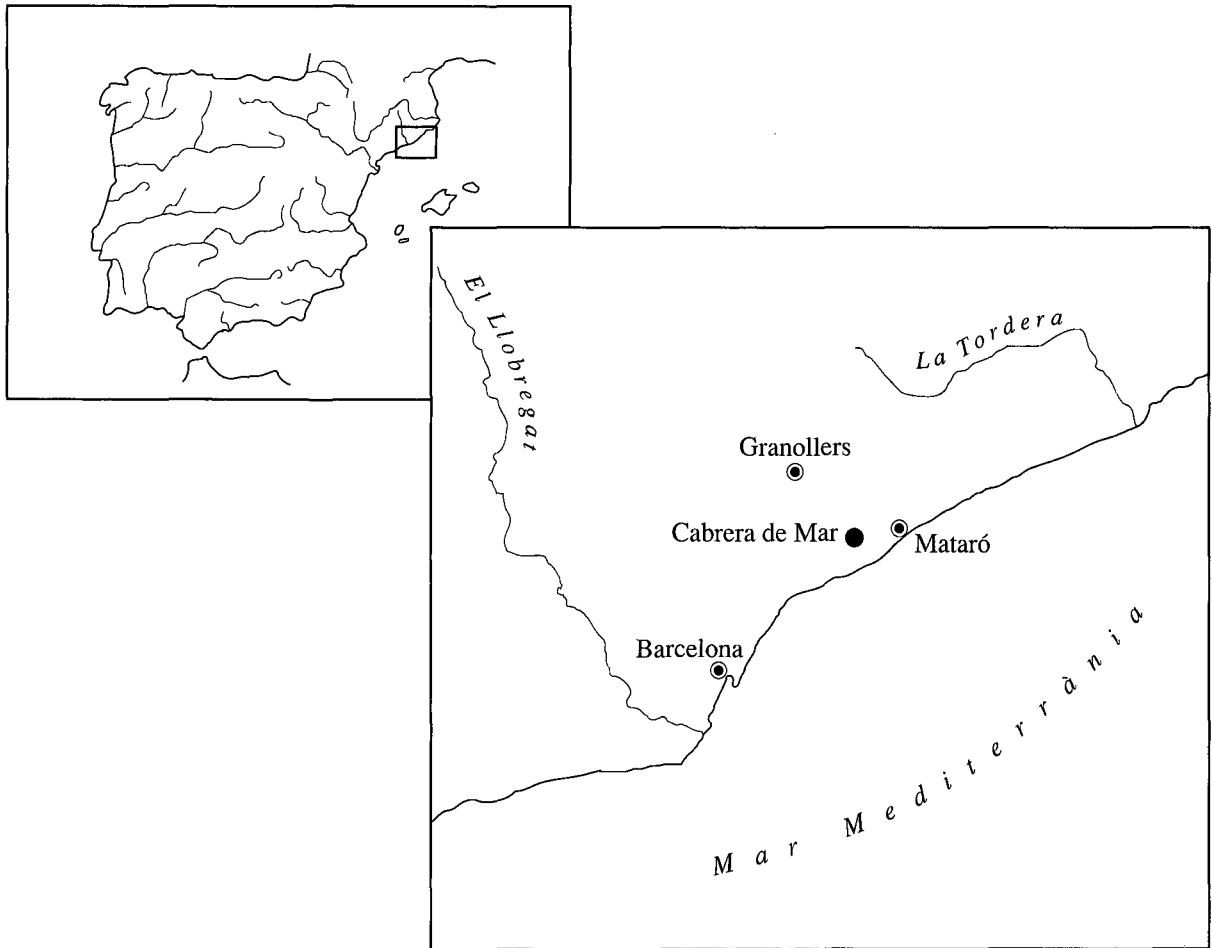 El Llobregat
La Tordera
Granollers
Cabrera de Mar
Mataró
Barcelona
Mar Mediterrània